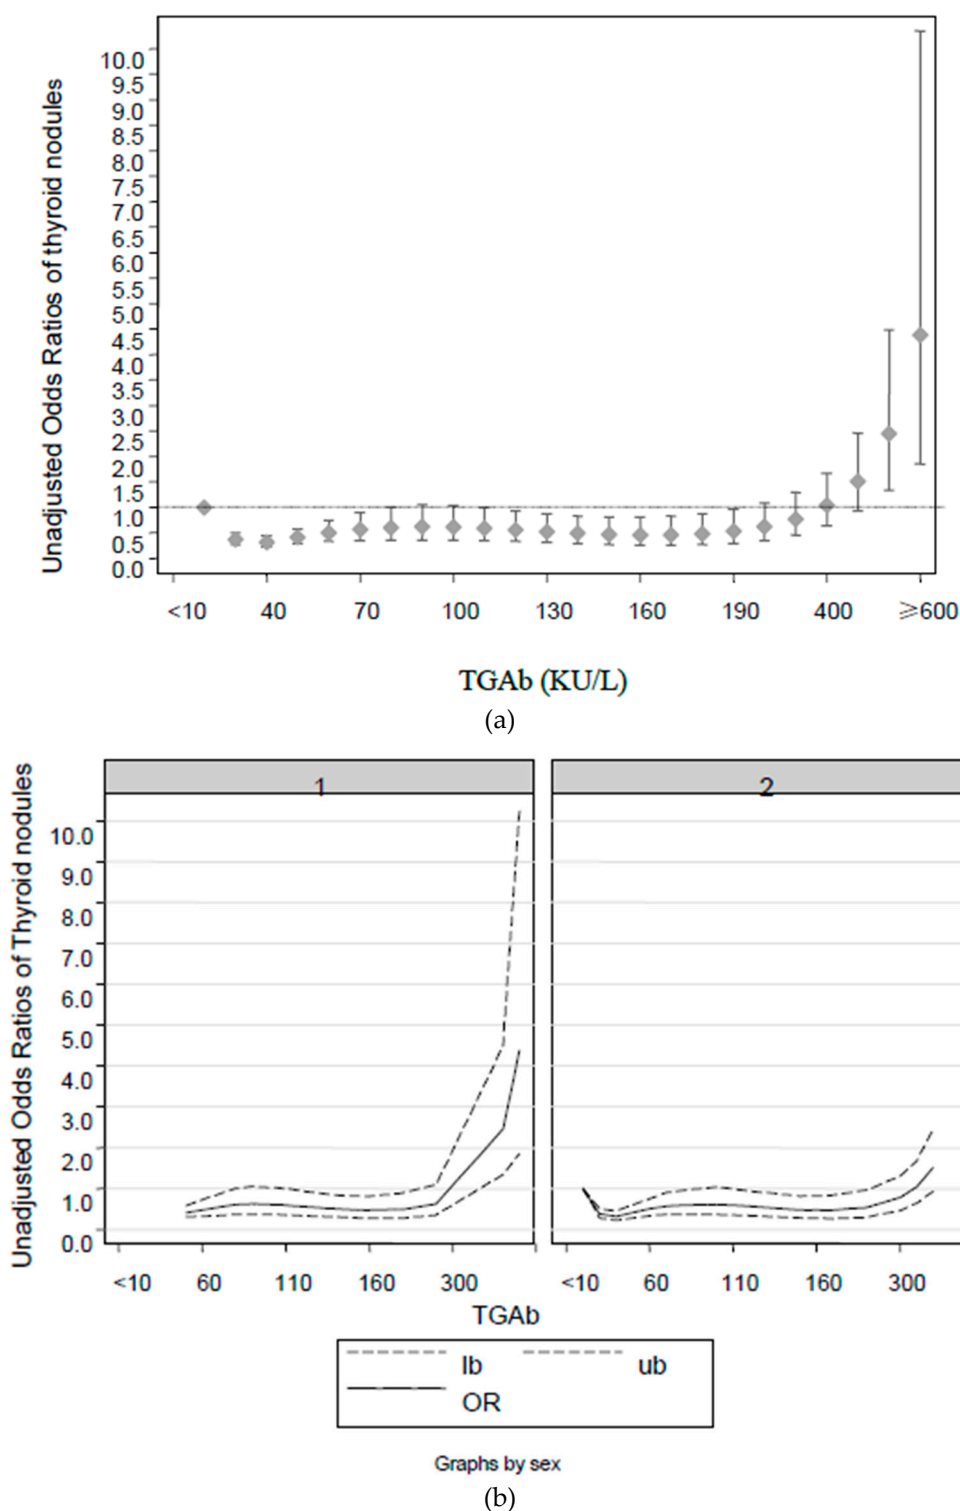 (a)
Unadjusted Odds Ratios of thyroid nodules
10.0
9.5
9.0
8.5
8.0
7.5
7.0
6.5
6.0
5.5
5.0
4.5
4.0
3.5
3.0
2.5
2.0
1.5
1.0
0.5
0.0
<10 40 70 100 130 160 190 400 ≥600
TGAb (KU/L)
(a)
1 2
Unadjusted Odds Ratios of Thyroid nodules
10.0
9.0
8.0
7.0
6.0
5.0
4.0
3.0
2.0
1.0
0.0
<10 60 110 160 300 <10 60 110 160 300
TGAb
lb ub
OR
Graphs by sex
(b)